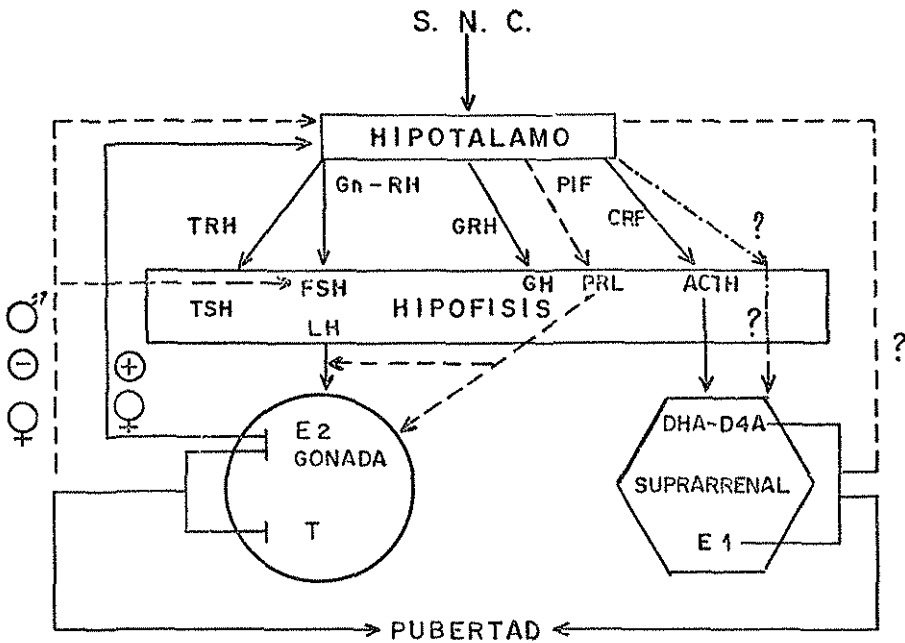 S. N. C.
HIPOTALAMO
Gn-RH
PIF
TRH
GRH
CRF
?
FSH
GH
PRL
ACTH
TSH
HIPOFISIS
LH
?
?
♂
⊖
♀
⊕
♀
E2
GONADA
T
DHA-D4A
SUPRARRENAL
E 1
PUBERTAD